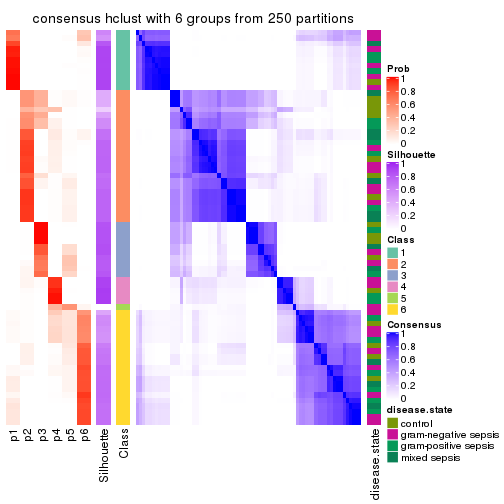 consensus hclust with 6 groups from 250 partitions
Prob
1
0.8
0.6
0.4
0.2
0
Silhouette
1
0.8
0.6
0.4
0.2
0
Class
1
2
3
4
5
6
Consensus
1
0.8
0.6
0.4
0.2
0
disease.state
control
gram-negative sepsis
gram-positive sepsis
mixed sepsis
p1
p2
p3
p4
p5
p6
Silhouette
Class
disease.state